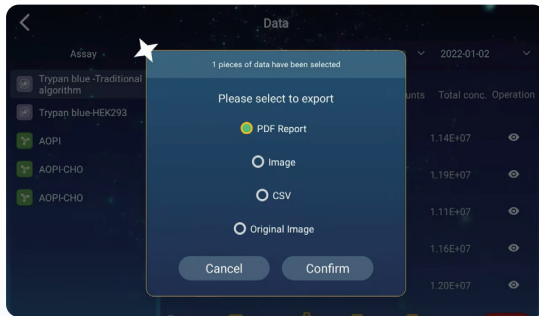 Data
Assay
2022-01-02
Trypan blue -Traditional
algorithm
Trypan blue-HEK293
AOPI
AOPI-CHO
AOPI-CHO
1 pieces of data have been selected
Please select to export
PDF Report
Image
CSV
Original Image
Cancel
Confirm
unts Total conc. Operation
1.14E+07
1.19E+07
1.11E+07
1.16E+07
1.20E+07